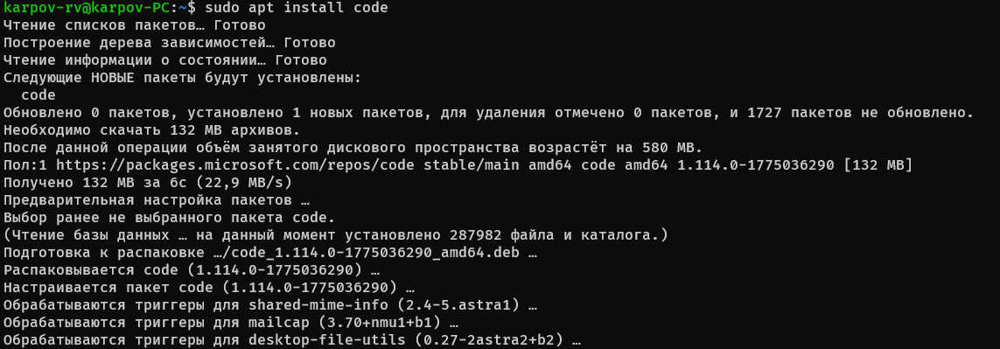 karpov-rv@karpov-PC:~$ sudo apt install code
Чтение списков пакетов… Готово
Построение дерева зависимостей… Готово
Чтение информации о состоянии… Готово
Следующие НОВЫЕ пакеты будут установлены:
  code
Обновлено 0 пакетов, установлено 1 новых пакетов, для удаления отмечено 0 пакетов, и 1727 пакетов не обновлено.
Необходимо скачать 132 MB архивов.
После данной операции объём занятого дискового пространства возрастёт на 580 MB.
Пол:1 https://packages.microsoft.com/repos/code stable/main amd64 code amd64 1.114.0-1775036290 [132 MB]
Получено 132 MB за 6с (22,9 MB/s)
Предварительная настройка пакетов …
Выбор ранее не выбранного пакета code.
(Чтение базы данных … на данный момент установлено 287982 файла и каталога.)
Подготовка к распаковке …/code_1.114.0-1775036290_amd64.deb …
Распаковывается code (1.114.0-1775036290) …
Настраивается пакет code (1.114.0-1775036290) …
Обрабатываются триггеры для shared-mime-info (2.4-5.astra1) …
Обрабатываются триггеры для mailcap (3.70+nmu1+b1) …
Обрабатываются триггеры для desktop-file-utils (0.27-2astra2+b2) …